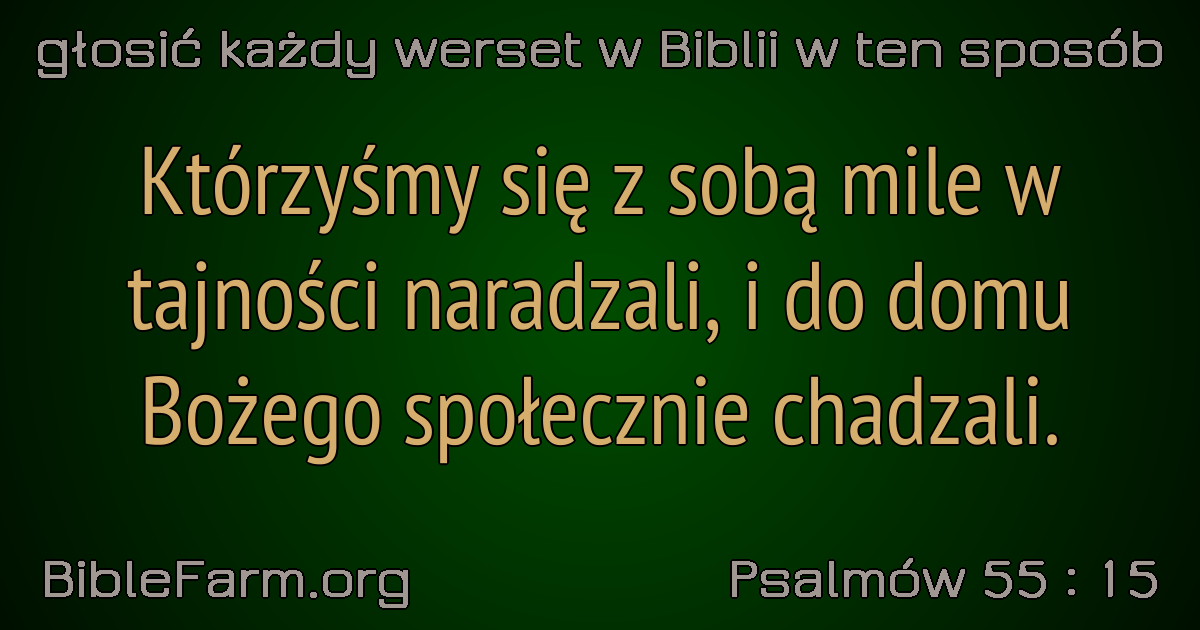 głosić każdy werset w Biblii w ten sposób
Którzyśmy się z sobą mile w
tajności naradzali, i do domu
Bożego społecznie chadzali.
BibleFarm.org
Psalmów 55 : 15